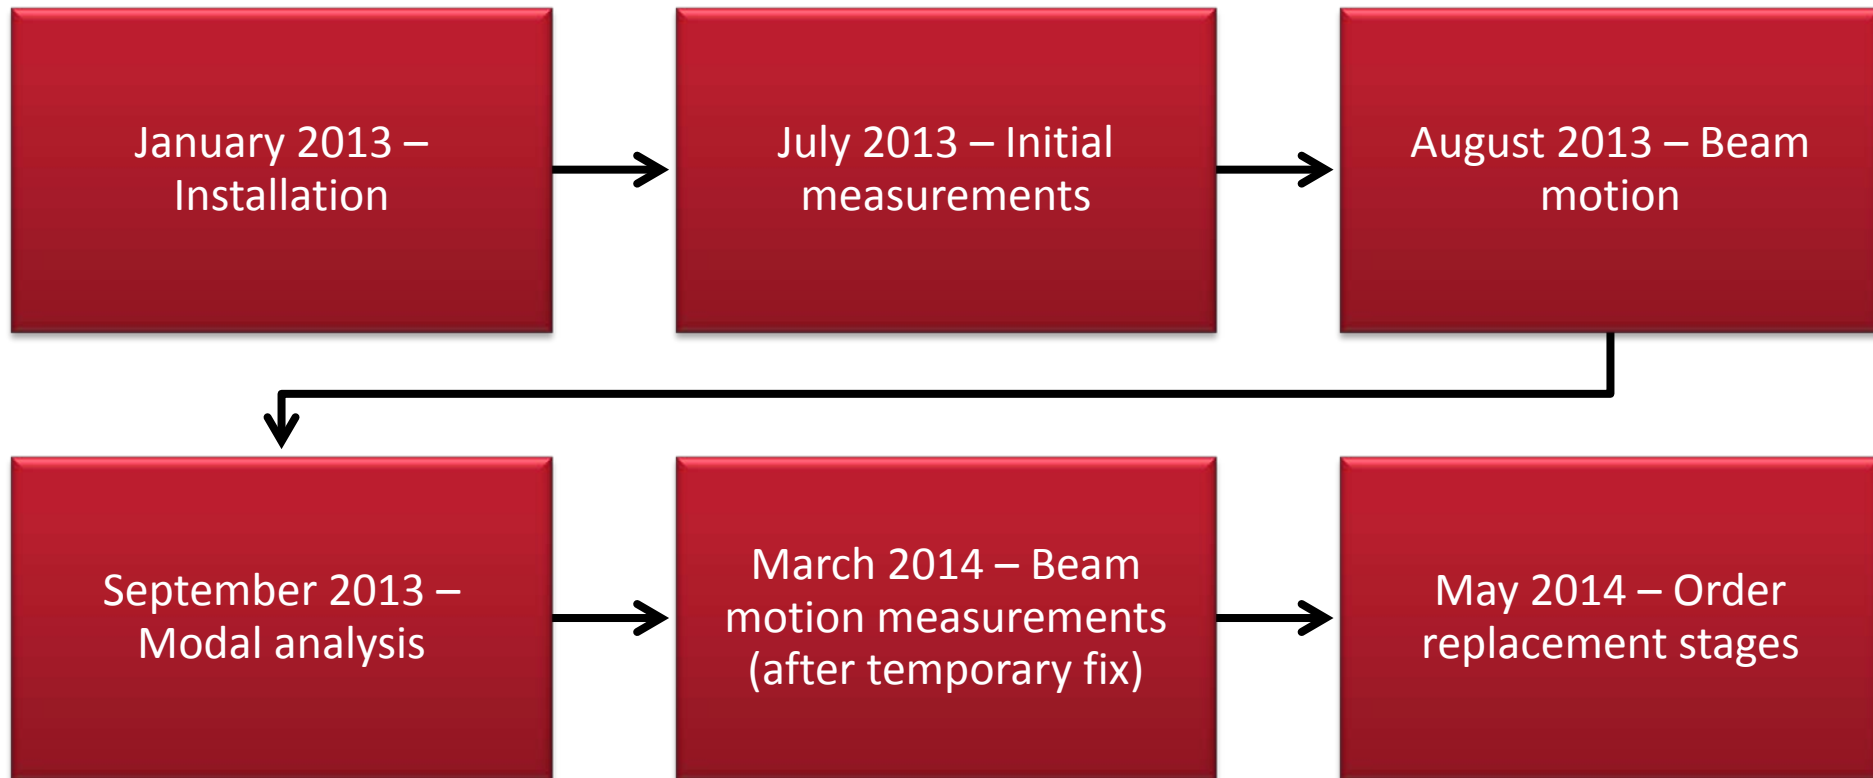 January 2013 –
Installation
July 2013 – Initial
measurements
August 2013 – Beam
motion
September 2013 –
Modal analysis
March 2014 – Beam
motion measurements
(after temporary fix)
May 2014 – Order
replacement stages